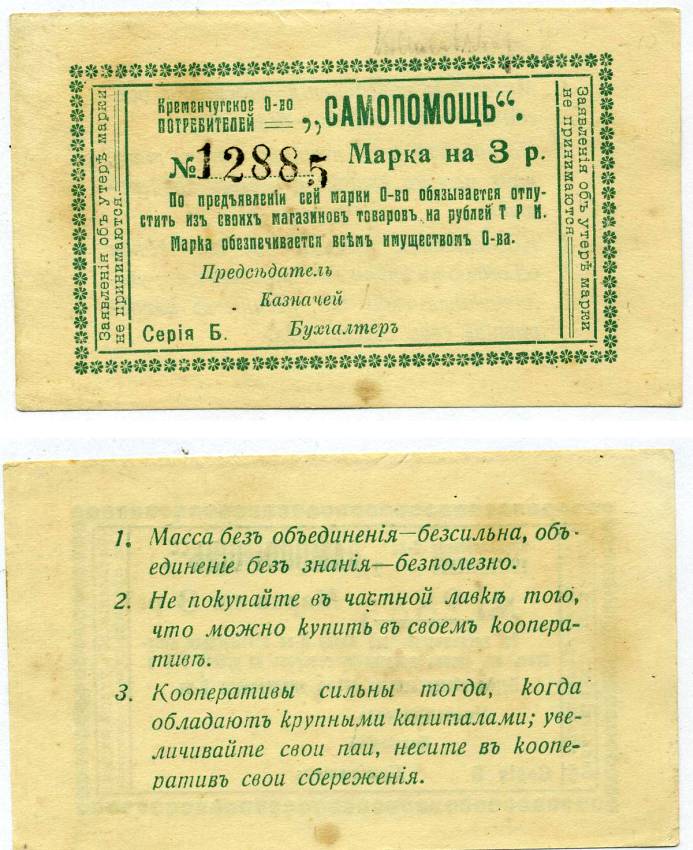 Кременчугское О-во
ПОТРЕБИТЕЛЕЙ
„САМОПОМОЩЬ“.
№ 12885 Марка на 3 р.
По предъявленіи сей марки О-во обязывается отпу-
стить изъ своихъ магазиновъ товаровъ на рублей Т Р И.
Марка обезпечивается всѣмъ имуществомъ О-ва.
Предсѣдатель
Казначей
Серія Б. Бухгалтеръ
Заявленія объ утерѣ марки
не принимаются.
Заявленія объ утерѣ марки
не принимаются.
1. Масса безъ объединенія—безсильна, объ-
единеніе безъ знанія—безполезно.
2. Не покупайте въ частной лавкѣ того,
что можно купить въ своемъ коопера-
тивѣ.
3. Кооперативы сильны тогда, когда
обладаютъ крупными капиталами; уве-
личивайте свои паи, несите въ коопе-
ративъ свои сбереженія.